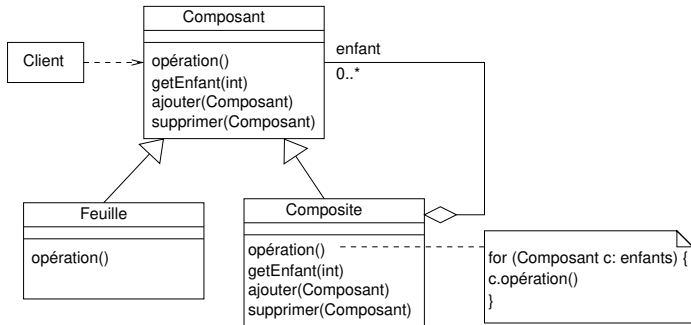 Composant
opération()
getEnfant(int)
ajouter(Composant)
supprimer(Composant)
Client
enfant
0..*
Feuille
opération()
Composite
opération()
getEnfant(int)
ajouter(Composant)
supprimer(Composant)
for (Composant c: enfants) {
c.opération()
}